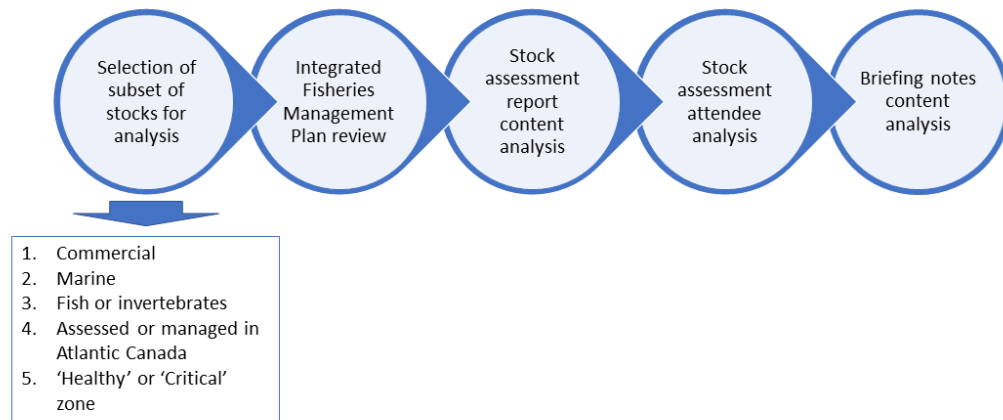 Selection of
subset of
stocks for
analysis
Integrated
Fisheries
Management
Plan review
Stock
assessment
report
content
analysis
Stock
assessment
attendee
analysis
Briefing notes
content
analysis
1. Commercial
2. Marine
3. Fish or invertebrates
4. Assessed or managed in
Atlantic Canada
5. ‘Healthy’ or ‘Critical’
zone